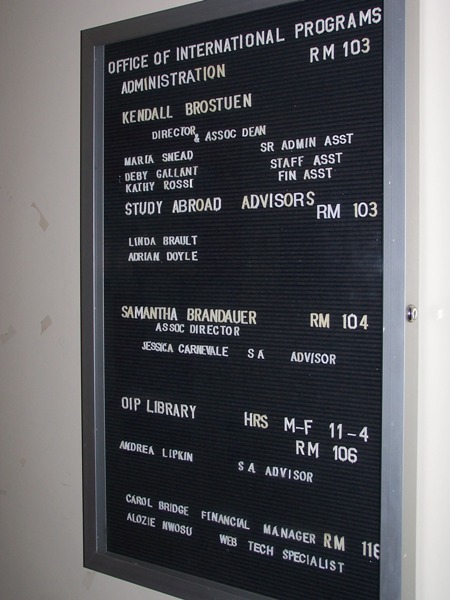 OFFICE OF INTERNATIONAL PROGRAMS
ADMINISTRATION RM 103
KENDALL BROSTUEN
DIRECTOR & ASSOC DEAN
MARIA SNEAD SR ADMIN ASST
DEBY GALLANT STAFF ASST
KATHY ROSSI FIN ASST
STUDY ABROAD ADVISORS RM 103
LINDA BRAULT
ADRIAN DOYLE
SAMANTHA BRANDAUER RM 104
ASSOC DIRECTOR
JESSICA CARNEVALE S A ADVISOR
OIP LIBRARY HRS M-F 11-4
RM 106
ANDREA LIPKIN S A ADVISOR
CAROL BRIDGE FINANCIAL MANAGER RM
ALOZIE NWOSU WEB TECH SPECIALIST